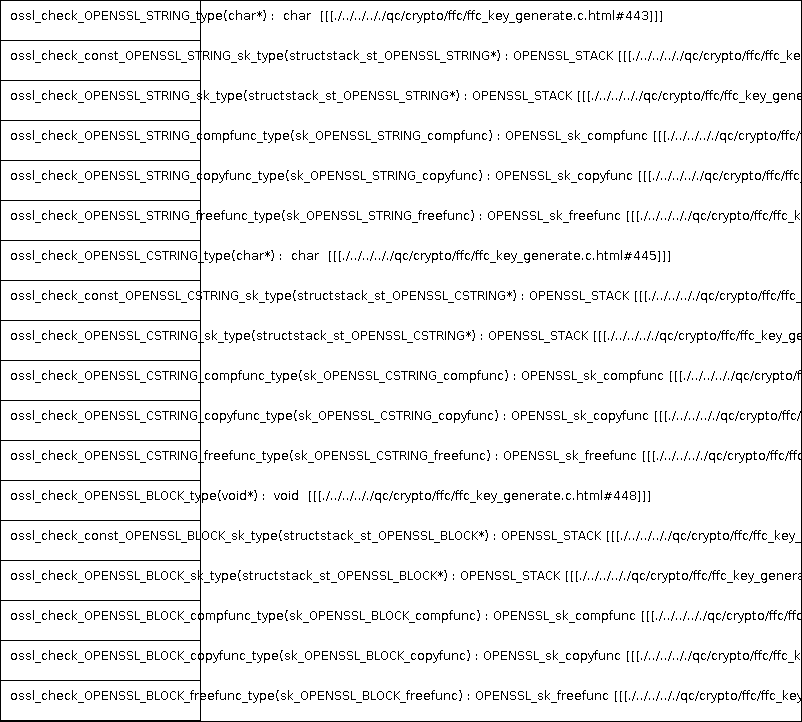 ossl_check_OPENSSL_STRING_type(char*) : char [[[./../../../qc/crypto/ffc/ffc_key_generate.c.html#443]]]
ossl_check_const_OPENSSL_STRING_sk_type(structstack_st_OPENSSL_STRING*) : OPENSSL_STACK [[[./../../../qc/crypto/ffc/ffc_ke
ossl_check_OPENSSL_STRING_sk_type(structstack_st_OPENSSL_STRING*) : OPENSSL_STACK [[[./../../../qc/crypto/ffc/ffc_key_gene
ossl_check_OPENSSL_STRING_compfunc_type(sk_OPENSSL_STRING_compfunc) : OPENSSL_sk_compfunc [[[./../../../qc/crypto/ffc/
ossl_check_OPENSSL_STRING_copyfunc_type(sk_OPENSSL_STRING_copyfunc) : OPENSSL_sk_copyfunc [[[./../../../qc/crypto/ffc/ffc_
ossl_check_OPENSSL_STRING_freefunc_type(sk_OPENSSL_STRING_freefunc) : OPENSSL_sk_freefunc [[[./../../../qc/crypto/ffc/ffc_k
ossl_check_OPENSSL_CSTRING_type(char*) : char [[[./../../../qc/crypto/ffc/ffc_key_generate.c.html#445]]]
ossl_check_const_OPENSSL_CSTRING_sk_type(structstack_st_OPENSSL_CSTRING*) : OPENSSL_STACK [[[./../../../qc/crypto/ffc/ffc_
ossl_check_OPENSSL_CSTRING_sk_type(structstack_st_OPENSSL_CSTRING*) : OPENSSL_STACK [[[./../../../qc/crypto/ffc/ffc_key_ge
ossl_check_OPENSSL_CSTRING_compfunc_type(sk_OPENSSL_CSTRING_compfunc) : OPENSSL_sk_compfunc [[[./../../../qc/crypto/f
ossl_check_OPENSSL_CSTRING_copyfunc_type(sk_OPENSSL_CSTRING_copyfunc) : OPENSSL_sk_copyfunc [[[./../../../qc/crypto/ffc/
ossl_check_OPENSSL_CSTRING_freefunc_type(sk_OPENSSL_CSTRING_freefunc) : OPENSSL_sk_freefunc [[[./../../../qc/crypto/ffc/ffc
ossl_check_OPENSSL_BLOCK_type(void*) : void [[[./../../../qc/crypto/ffc/ffc_key_generate.c.html#448]]]
ossl_check_const_OPENSSL_BLOCK_sk_type(structstack_st_OPENSSL_BLOCK*) : OPENSSL_STACK [[[./../../../qc/crypto/ffc/ffc_key_
ossl_check_OPENSSL_BLOCK_sk_type(structstack_st_OPENSSL_BLOCK*) : OPENSSL_STACK [[[./../../../qc/crypto/ffc/ffc_key_genera
ossl_check_OPENSSL_BLOCK_compfunc_type(sk_OPENSSL_BLOCK_compfunc) : OPENSSL_sk_compfunc [[[./../../../qc/crypto/ffc/ffc
ossl_check_OPENSSL_BLOCK_copyfunc_type(sk_OPENSSL_BLOCK_copyfunc) : OPENSSL_sk_copyfunc [[[./../../../qc/crypto/ffc/ffc_k
ossl_check_OPENSSL_BLOCK_freefunc_type(sk_OPENSSL_BLOCK_freefunc) : OPENSSL_sk_freefunc [[[./../../../qc/crypto/ffc/ffc_key